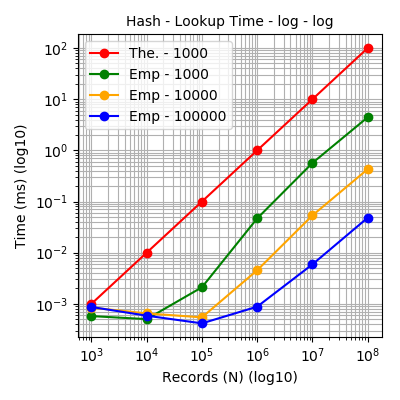 Hash - Lookup Time - log - log
The. - 1000
Emp - 1000
Emp - 10000
Emp - 100000
Time (ms) (log10)
10²
10¹
10⁰
10⁻¹
10⁻²
10⁻³
10³ 10⁴ 10⁵ 10⁶ 10⁷ 10⁸
Records (N) (log10)